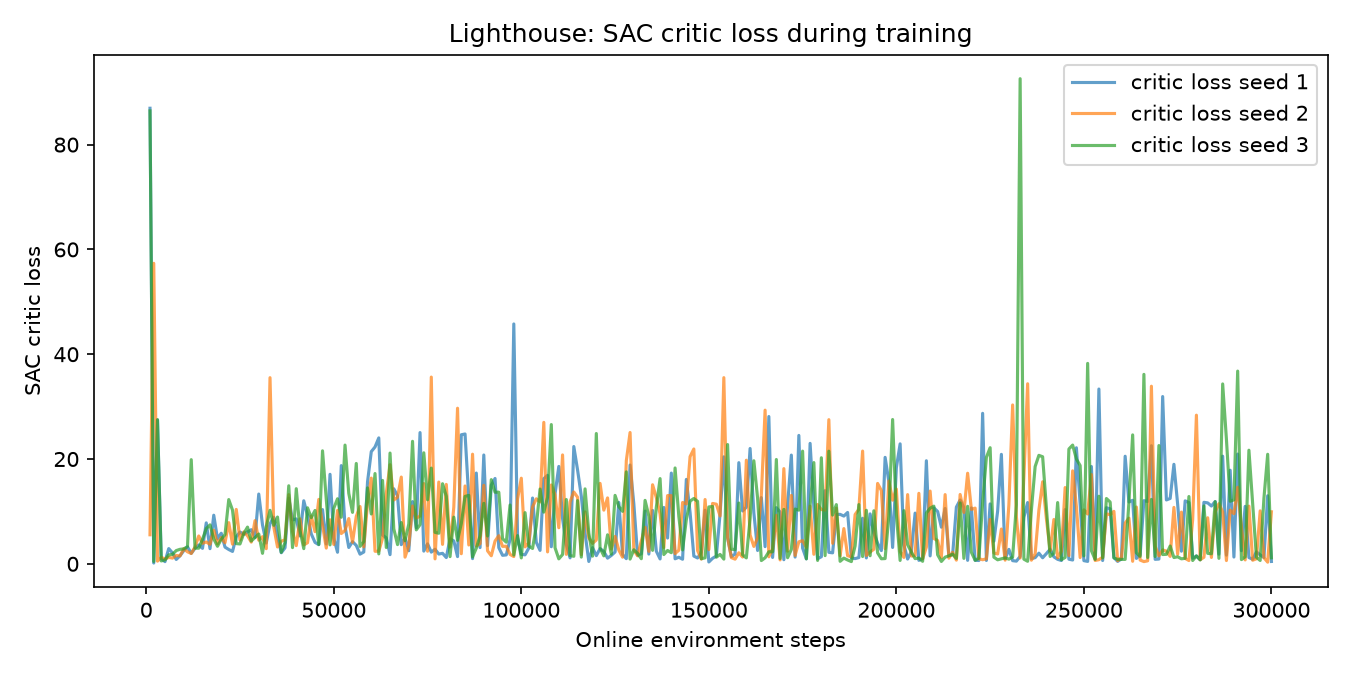 Lighthouse: SAC critic loss during training
critic loss seed 1
critic loss seed 2
critic loss seed 3
SAC critic loss
80
60
40
20
0
0 50000 100000 150000 200000 250000 300000
Online environment steps